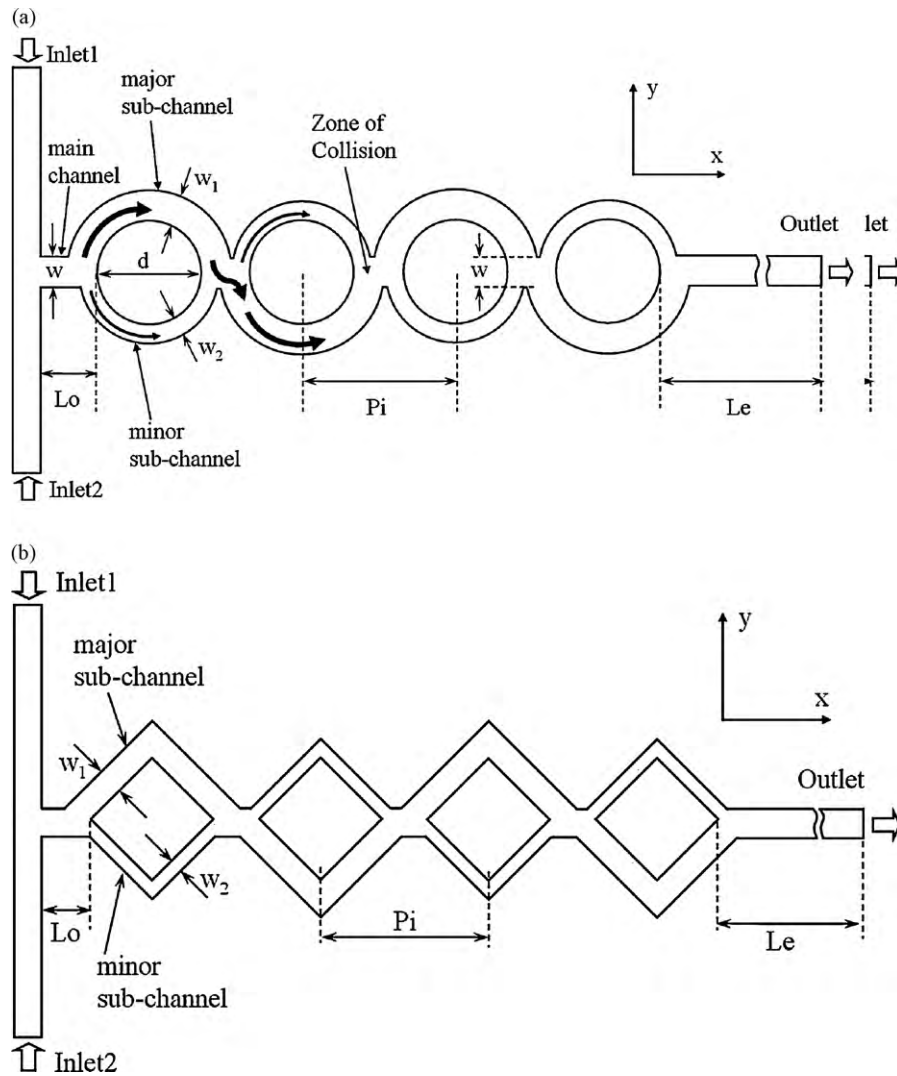 (a)
Inlet1
major
sub-channel
main
channel
w1
Zone of
Collision
y
x
Outlet
let
w
d
w
w2
Lo
Pi
Le
minor
sub-channel
Inlet2
(b)
Inlet1
major
sub-channel
y
x
w1
Outlet
w2
Lo
Pi
Le
minor
sub-channel
Inlet2